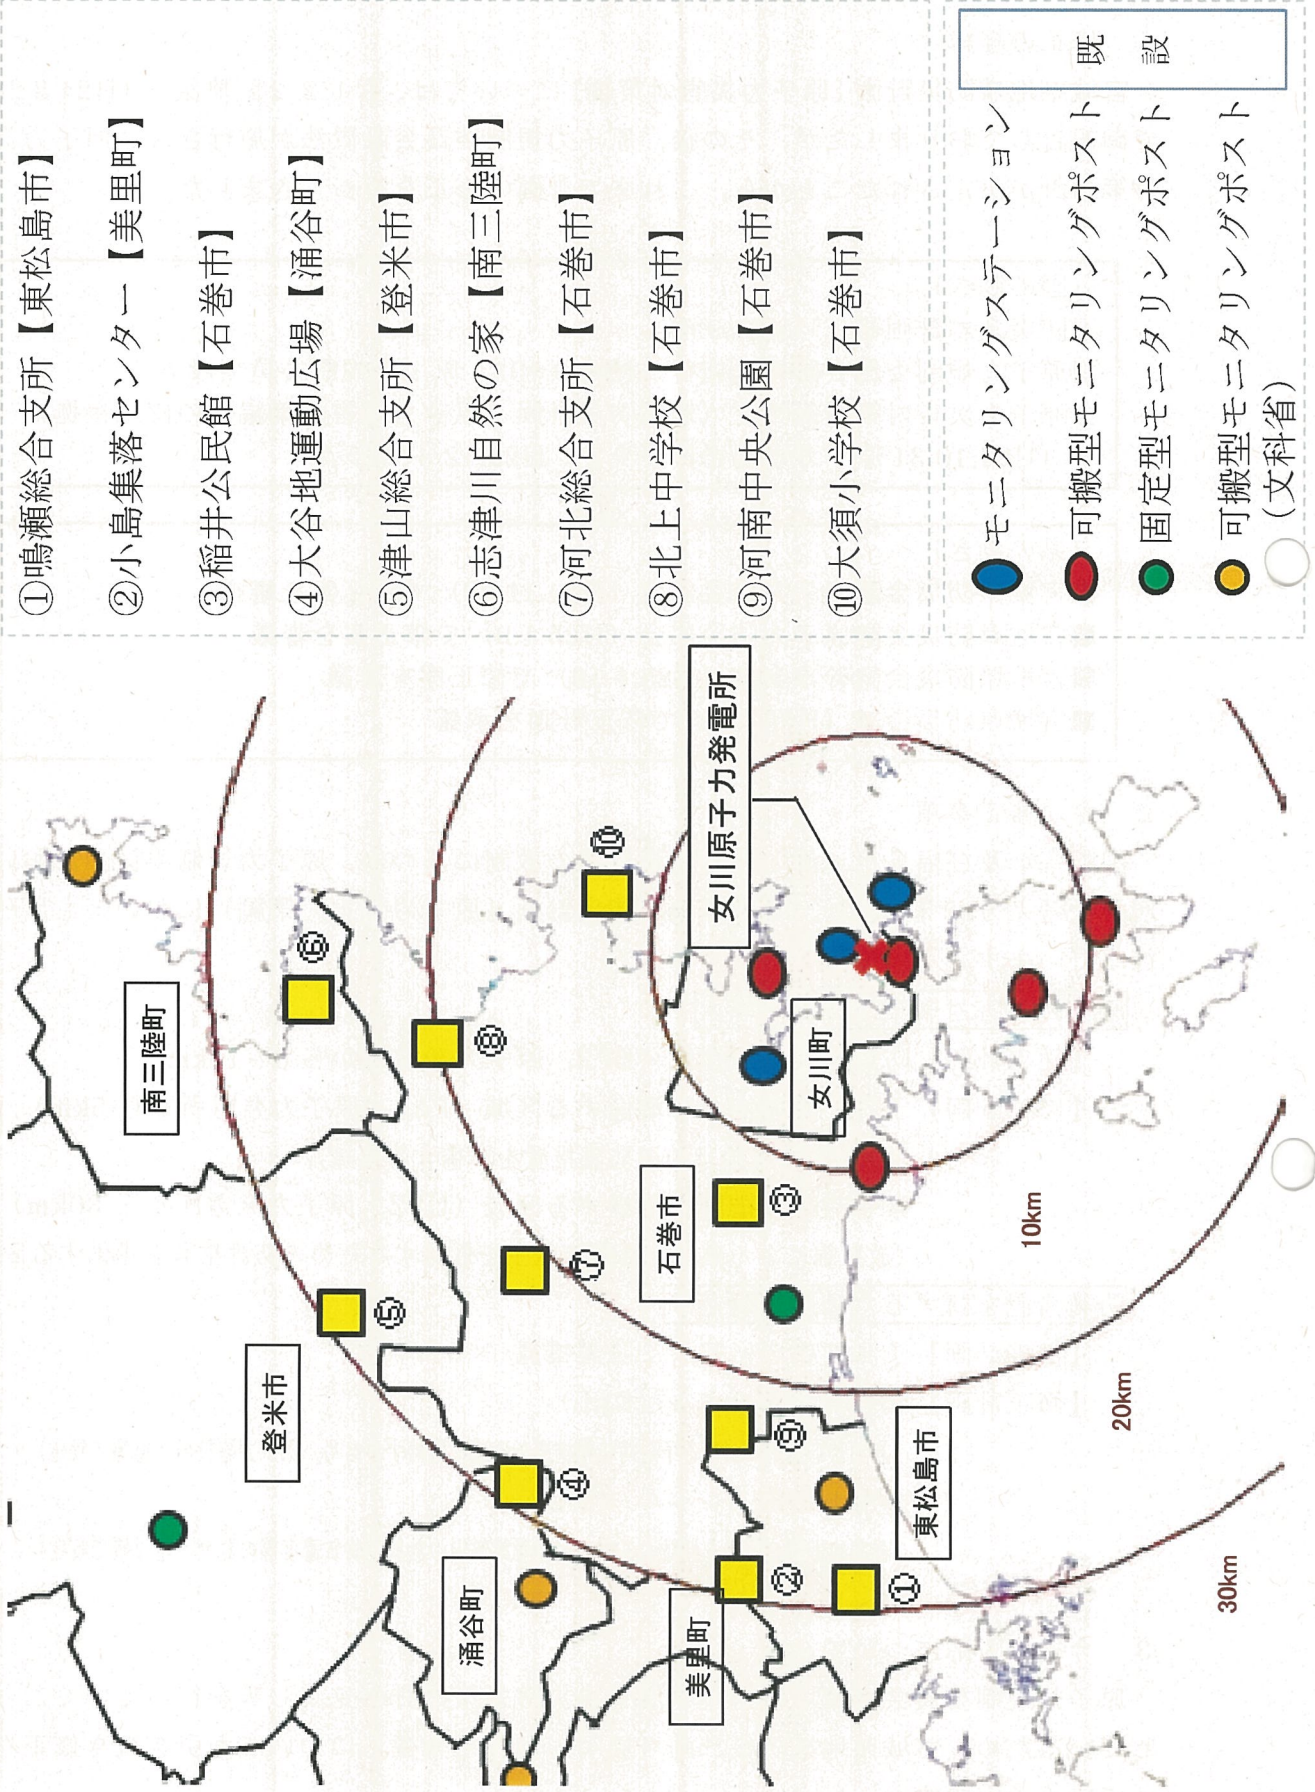 ①鳴瀬総合支所【東松島市】
②小島集落センター【美里町】
③稲井公民館【石巻市】
④大谷地運動広場【涌谷町】
⑤津山総合支所【登米市】
⑥志津川自然の家【南三陸町】
⑦河北総合支所【石巻市】
⑧北上中学校【石巻市】
⑨河南中央公園【石巻市】
⑩大須小学校【石巻市】
モニタリングステーション
可搬型モニタリングポスト
固定型モニタリングポスト
可搬型モニタリングポスト
(文科省)
既設
南三陸町
⑥
登米市
⑤
⑧
⑩
⑦
涌谷町
④
石巻市
③
女川原子力発電所
女川町
美里町
②
⑨
①
東松島市
10km
20km
30km